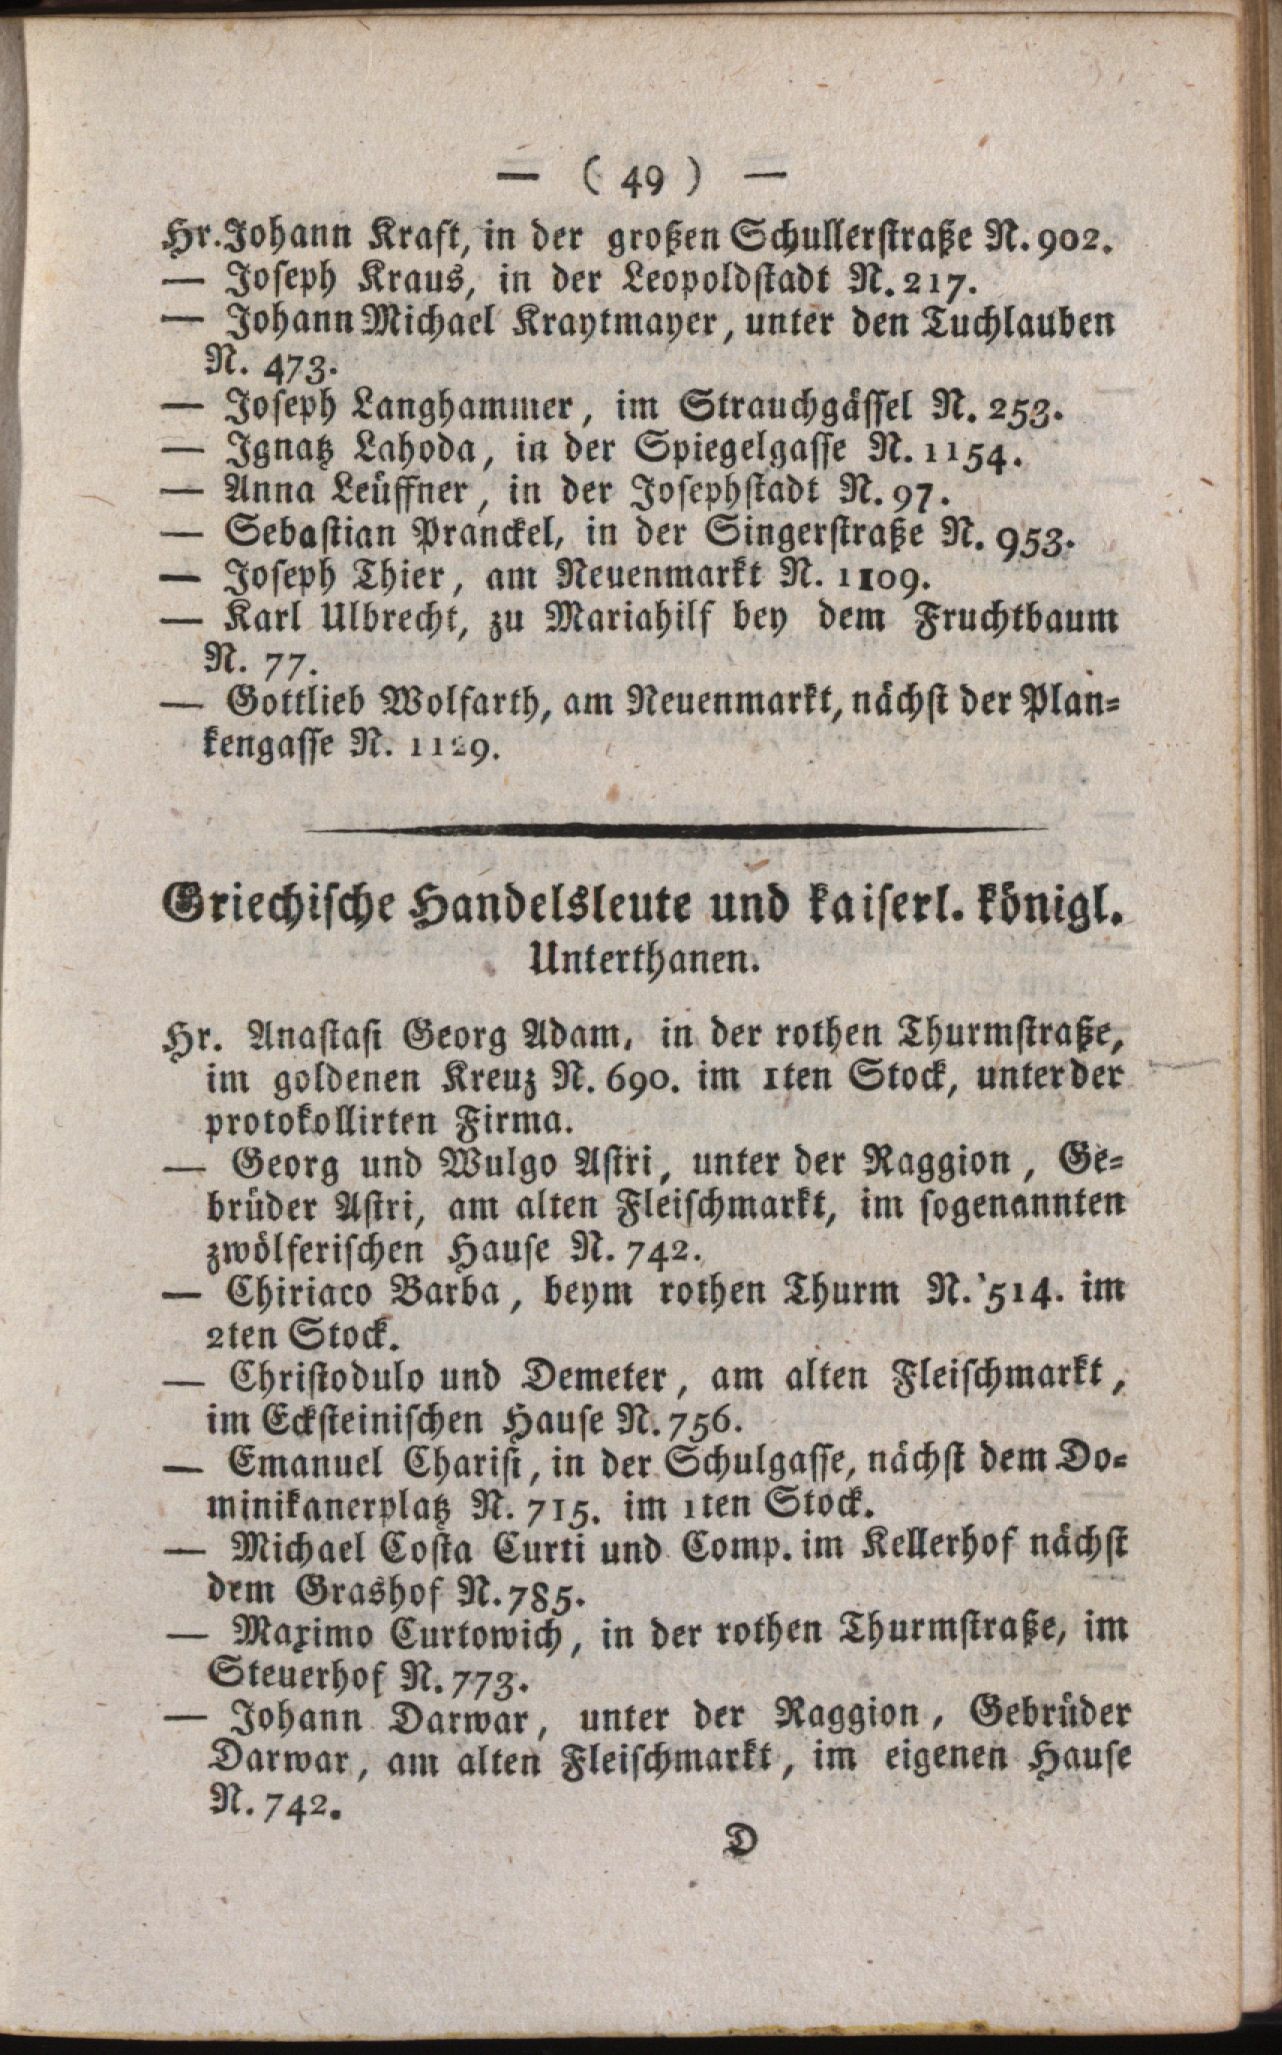 — ( 49 ) —
Hr. Johann Kraft, in der großen Schullerstraße N. 902.
— Joseph Kraus, in der Leopoldstadt N. 217.
— Johann Michael Kraytmayer, unter den Tuchlauben
N. 473.
— Joseph Langhammer, im Strauchgässel N. 253.
— Ignatz Lahoda, in der Spiegelgasse N. 1154.
— Anna Leüffner, in der Josephstadt N. 97.
— Sebastian Pranckel, in der Singerstraße N. 953.
— Joseph Thier, am Neuenmarkt N. 1109.
— Karl Ulbrecht, zu Mariahilf bey dem Fruchtbaum
N. 77.
— Gottlieb Wolfarth, am Neuenmarkt, nächst der Plan-
kengasse N. 1129.
Griechische Handelsleute und kaiserl. königl.
Unterthanen.
Hr. Anastasi Georg Adam, in der rothen Thurmstraße,
im goldenen Kreuz N. 690. im 1ten Stock, unter der
protokollirten Firma.
— Georg und Wulgo Astri, unter der Raggion, Ge-
brüder Astri, am alten Fleischmarkt, im sogenannten
zwölferischen Hause N. 742.
— Chiriaco Barba, beym rothen Thurm N. 514. im
2ten Stock.
— Christodulo und Demeter, am alten Fleischmarkt,
im Ecksteinischen Hause N. 756.
— Emanuel Charisi, in der Schulgasse, nächst dem Do-
minikanerplatz N. 715. im 1ten Stock.
— Michael Costa Curti und Comp. im Kellerhof nächst
dem Grashof N. 785.
— Maximo Curtowich, in der rothen Thurmstraße, im
Steuerhof N. 773.
— Johann Darwar, unter der Raggion, Gebrüder
Darwar, am alten Fleischmarkt, im eigenen Hause
N. 742.
D